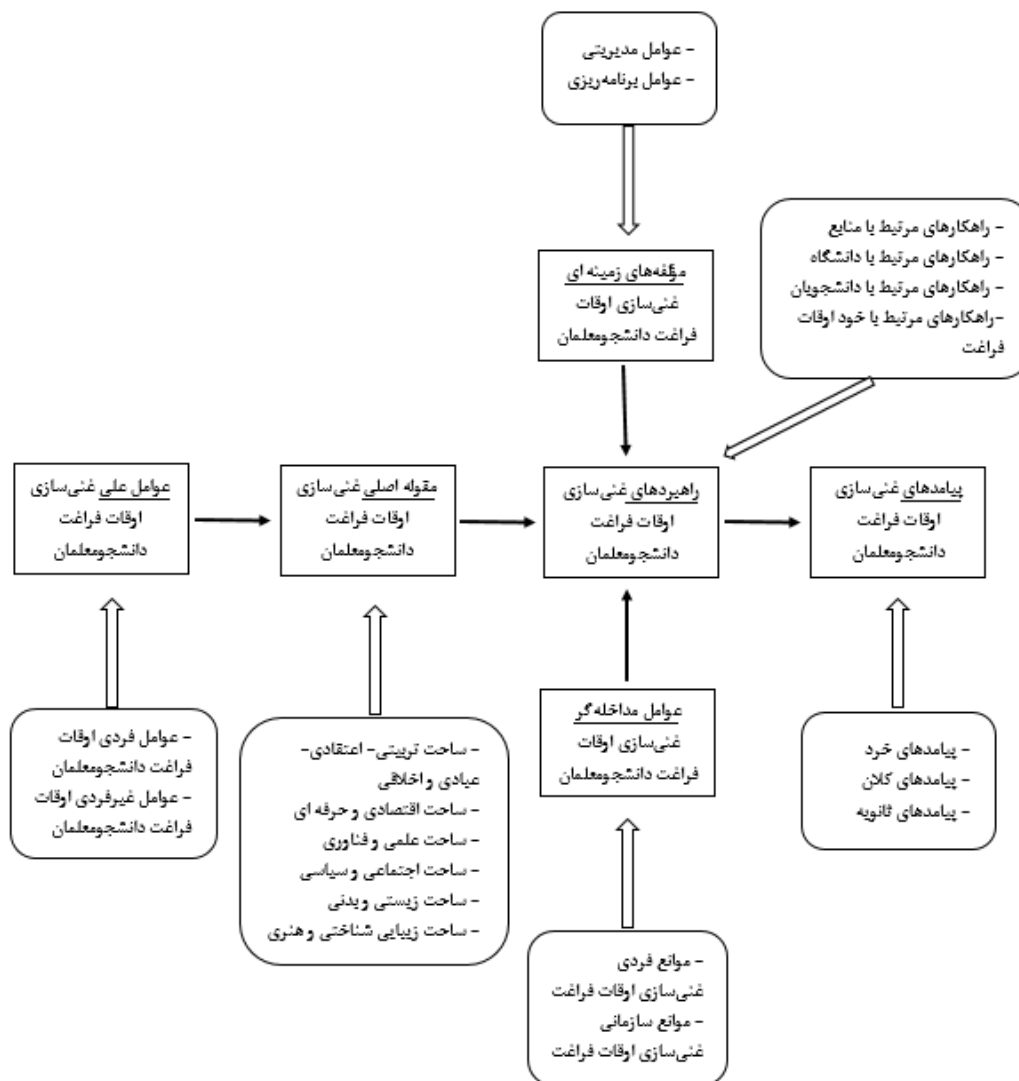 - عوامل مدیریتی
- عوامل برنامه‌ریزی
- راهکارهای مرتبط با منابع
- راهکارهای مرتبط با دانشگاه
- راهکارهای مرتبط با دانشجویان
-راهکارهای مرتبط با خود اوقات
فراغت
مؤلفه‌های زمینه ای
غنی‌سازی اوقات
فراغت دانشجومعلمان
پیامدهای غنی‌سازی
اوقات فراغت
دانشجومعلمان
راهبردهای غنی‌سازی
اوقات فراغت
دانشجومعلمان
مقوله اصلی غنی‌سازی
اوقات فراغت
دانشجومعلمان
عوامل علی غنی‌سازی
اوقات فراغت
دانشجومعلمان
عوامل مداخله‌گر
غنی‌سازی اوقات
فراغت دانشجومعلمان
- پیامدهای خرد
- پیامدهای کلان
- پیامدهای ثانویه
- ساحت تربیتی- اعتقادی-
عبادی و اخلاقی
- ساحت اقتصادی و حرفه ای
- ساحت علمی و فناوری
- ساحت اجتماعی و سیاسی
- ساحت زیستی و بدنی
- ساحت زیبایی شناختی و هنری
- عوامل فردی اوقات
فراغت دانشجومعلمان
- عوامل غیرفردی اوقات
فراغت دانشجومعلمان
- موانع فردی
غنی‌سازی اوقات فراغت
- موانع سازمانی
غنی‌سازی اوقات فراغت